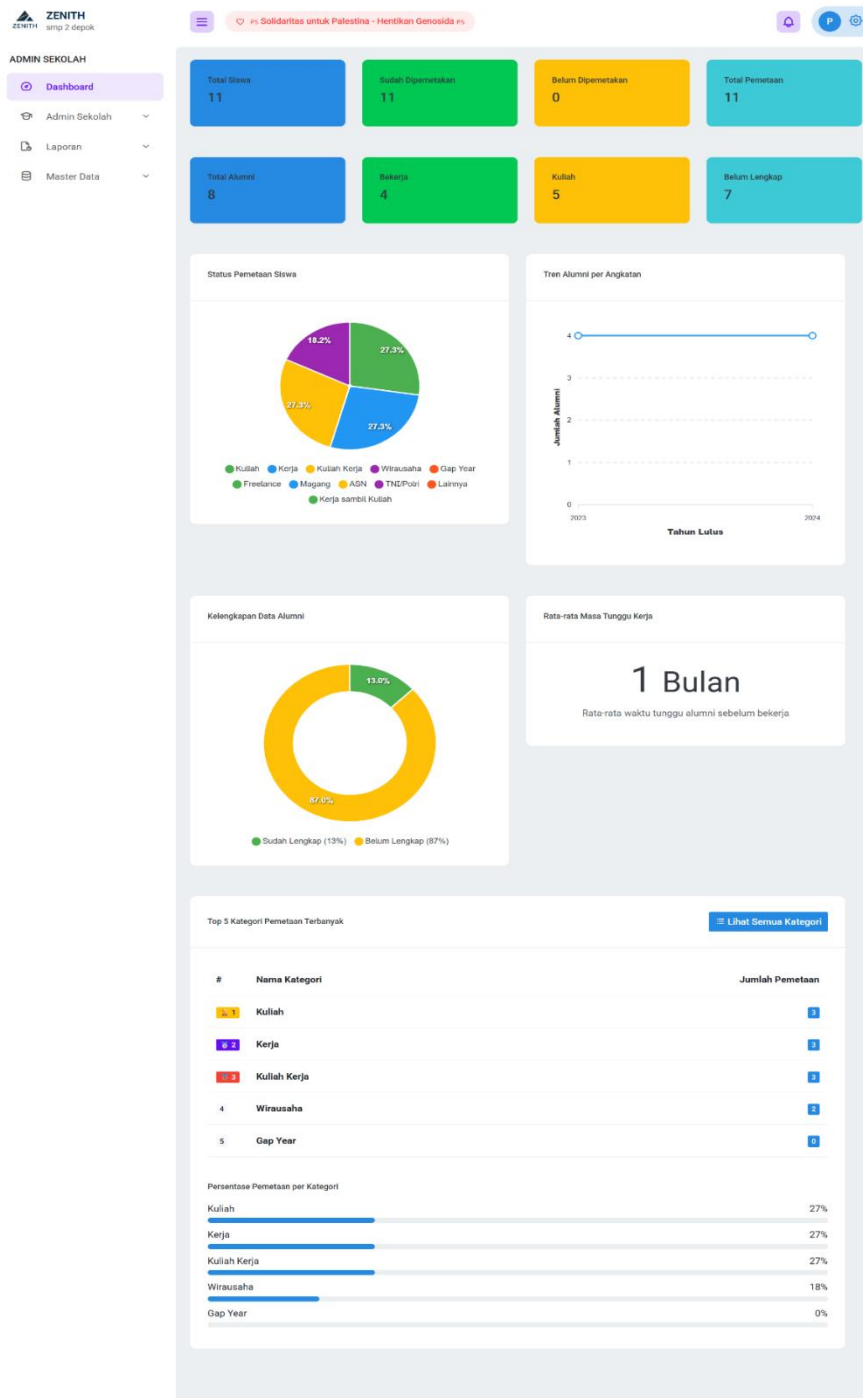 ZENITH
ZENITH
smp 2 depok
PS Solidaritas untuk Palestina - Hentikan Genosida PS
P
ADMIN SEKOLAH
Dashboard
Admin Sekolah
Laporan
Master Data
Total Siswa
11
Sudah Dipemetakan
11
Belum Dipemetakan
0
Total Pemetaan
11
Total Alumni
8
Bekerja
4
Kuliah
5
Belum Lengkap
7
Status Pemetaan Siswa
18.2%
27.3%
27.3%
27.3%
Kuliah Kerja Kuliah Kerja Wirausaha Gap Year
Freelance Magang ASN TNI/Polri Lainnya
Kerja sambil Kuliah
Tren Alumni per Angkatan
4
3
2
1
0
Jumlah Alumni
2023 2024
Tahun Lulus
Kelengkapan Data Alumni
13.0%
87.0%
Sudah Lengkap (13%) Belum Lengkap (87%)
Rata-rata Masa Tunggu Kerja
1 Bulan
Rata-rata waktu tunggu alumni sebelum bekerja
Top 5 Kategori Pemetaan Terbanyak
Lihat Semua Kategori
# Nama Kategori Jumlah Pemetaan
1 Kuliah 3
2 Kerja 3
3 Kuliah Kerja 3
4 Wirausaha 2
5 Gap Year 0
Persentase Pemetaan per Kategori
Kuliah 27%
Kerja 27%
Kuliah Kerja 27%
Wirausaha 18%
Gap Year 0%